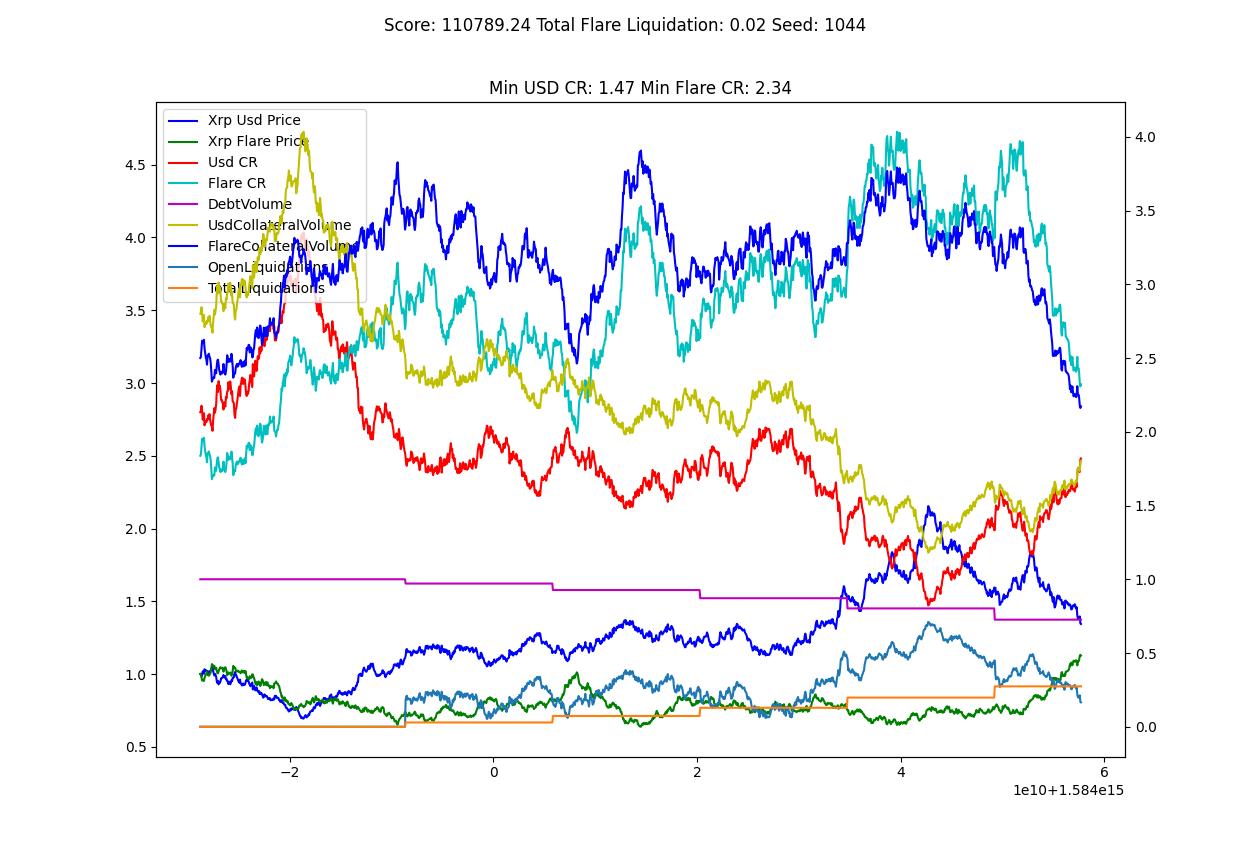 Score: 110789.24 Total Flare Liquidation: 0.02 Seed: 1044
Min USD CR: 1.47 Min Flare CR: 2.34
Xrp Usd Price
Xrp Flare Price
Usd CR
Flare CR
DebtVolume
UsdCollateralVolume
FlareCollateralVolume
OpenLiquidations
TotalLiquidations
4.5
4.0
3.5
3.0
2.5
2.0
1.5
1.0
0.5
4.0
3.5
3.0
2.5
2.0
1.5
1.0
0.5
0.0
−2 0 2 4 6
1e10+1.584e15